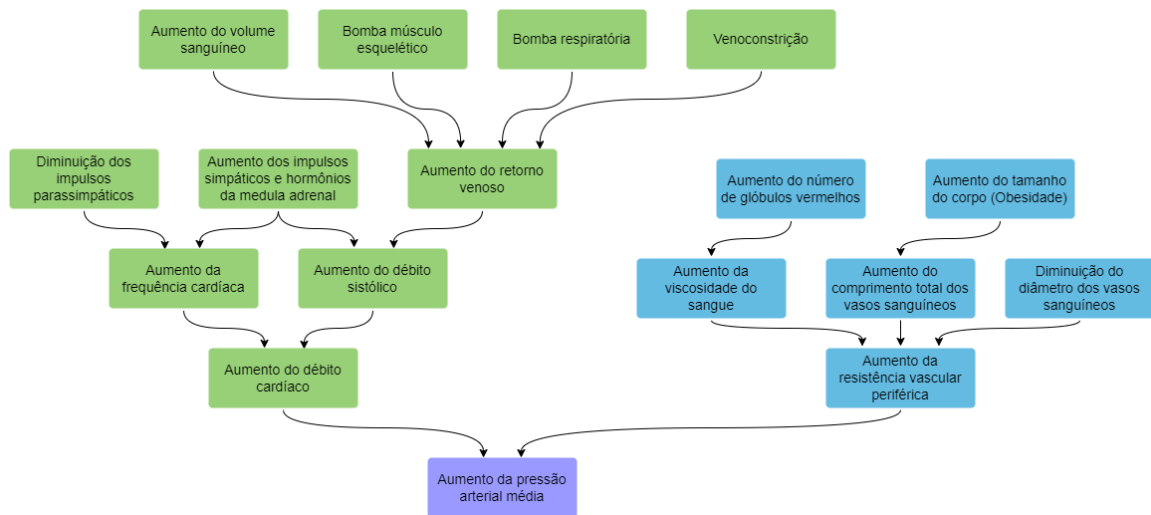 Aumento do volume
sanguíneo
Bomba músculo
esquelético
Bomba respiratória
Venoconstrição
Diminuição dos
impulsos
parassimpáticos
Aumento dos impulsos
simpáticos e hormônios
da medula adrenal
Aumento do retorno
venoso
Aumento do número
de glóbulos vermelhos
Aumento do tamanho
do corpo (Obesidade)
Aumento da
frequência cardíaca
Aumento do débito
sistólico
Aumento da
viscosidade do
sangue
Aumento do
comprimento total dos
vasos sanguíneos
Diminuição do
diâmetro dos vasos
sanguíneos
Aumento do débito
cardíaco
Aumento da
resistência vascular
periférica
Aumento da pressão
arterial média